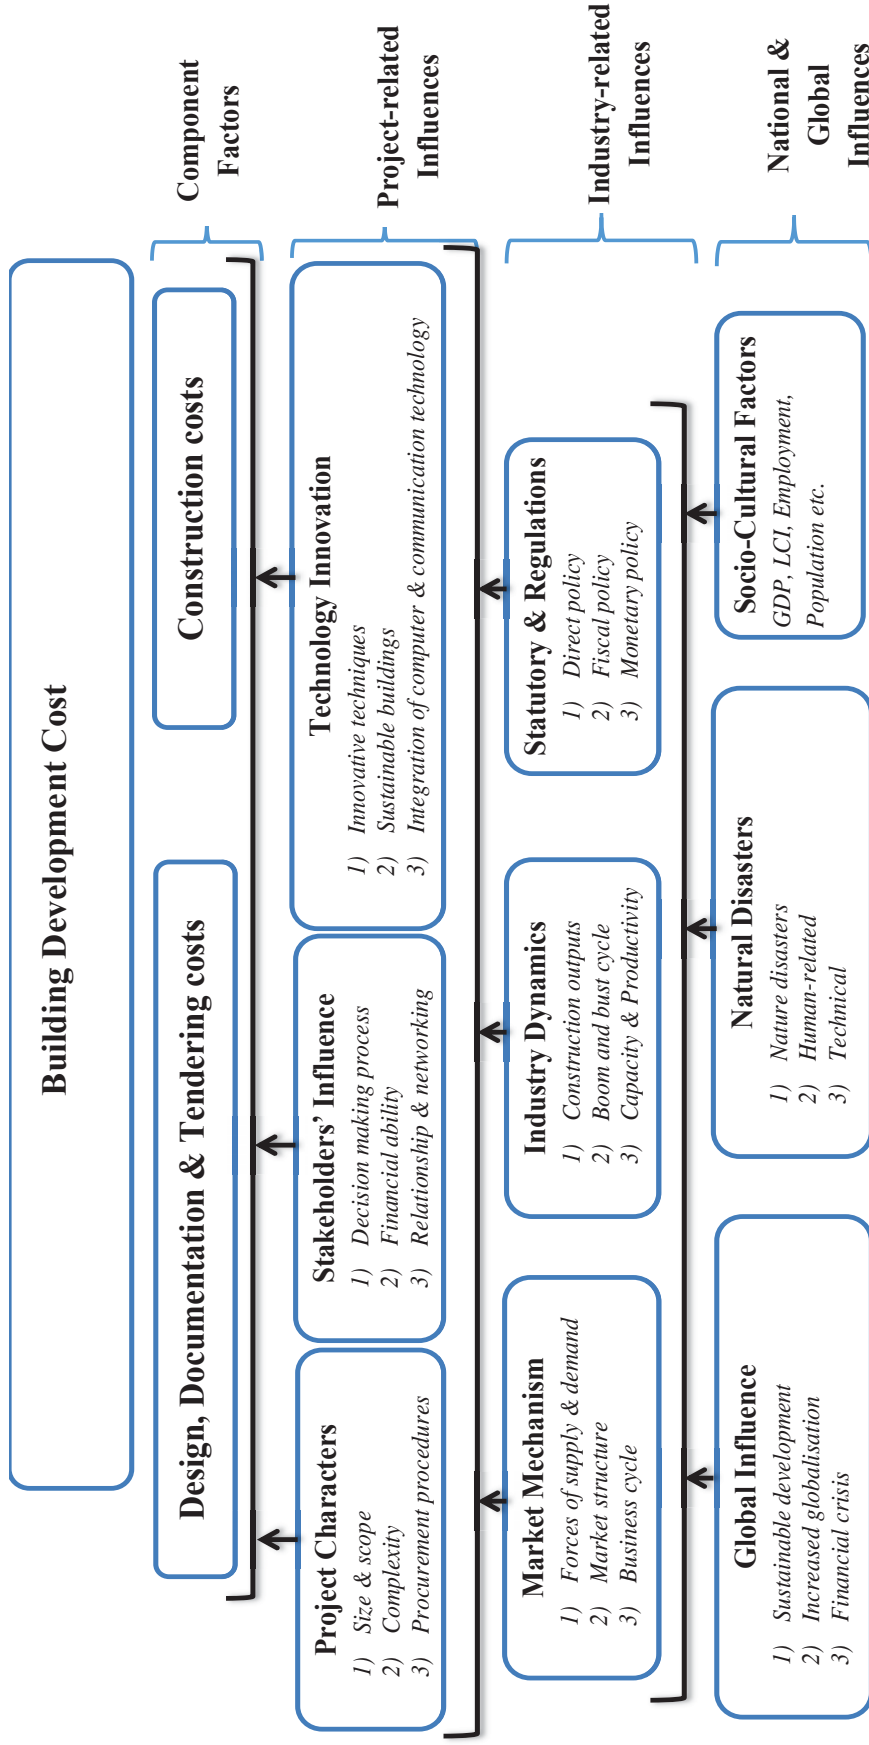 Building Development Cost
Design, Documentation & Tendering costs
Construction costs
Component
Factors
Project Characters
1) Size & scope
2) Complexity
3) Procurement procedures
Stakeholders’ Influence
1) Decision making process
2) Financial ability
3) Relationship & networking
Technology Innovation
1) Innovative techniques
2) Sustainable buildings
3) Integration of computer & communication technology
Project-related
Influences
Market Mechanism
1) Forces of supply & demand
2) Market structure
3) Business cycle
Industry Dynamics
1) Construction outputs
2) Boom and bust cycle
3) Capacity & Productivity
Statutory & Regulations
1) Direct policy
2) Fiscal policy
3) Monetary policy
Industry-related
Influences
Global Influence
1) Sustainable development
2) Increased globalisation
3) Financial crisis
Natural Disasters
1) Nature disasters
2) Human-related
3) Technical
Socio-Cultural Factors
GDP, LCI, Employment,
Population etc.
National &
Global
Influences